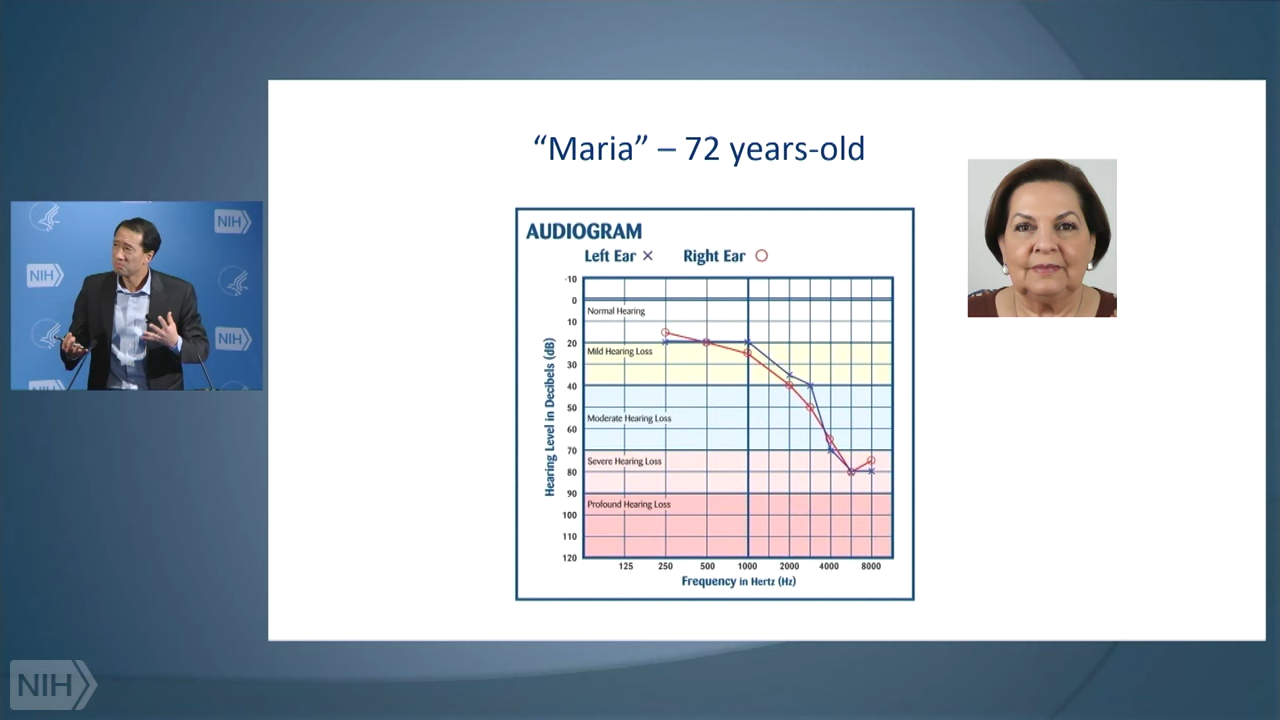 "Maria" – 72 years-old
AUDIOGRAM
Left Ear × Right Ear ○
-10
0
Normal Hearing
10
20
Mild Hearing Loss
30
40
50
Moderate Hearing Loss
60
70
Severe Hearing Loss
80
90
Profound Hearing Loss
100
110
120
Hearing Level in Decibels (dB)
125 250 500 1000 2000 4000 8000
Frequency in Hertz (Hz)
NIH
NIH
NIH
NIH